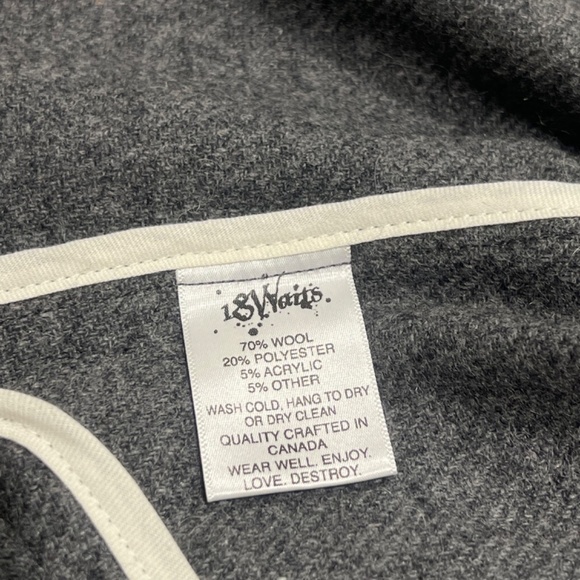 18Waits
70% WOOL
20% POLYESTER
5% ACRYLIC
5% OTHER
WASH COLD, HANG TO DRY
OR DRY CLEAN
QUALITY CRAFTED IN
CANADA
WEAR WELL. ENJOY.
LOVE. DESTROY.